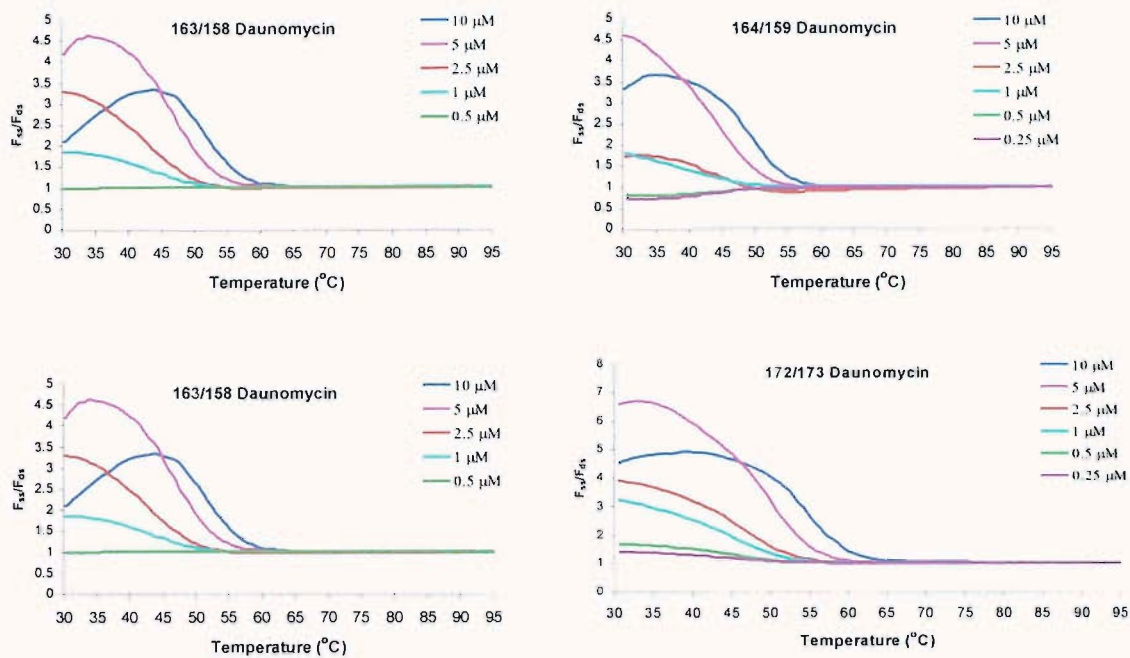 163/158 Daunomycin
10 µM
5 µM
2.5 µM
1 µM
0.5 µM
5
4.5
4
3.5
3
2.5
2
1.5
1
0.5
0
Fss/Fds
30 35 40 45 50 55 60 65 70 75 80 85 90 95
Temperature (°C)
164/159 Daunomycin
10 µM
5 µM
2.5 µM
1 µM
0.5 µM
0.25 µM
5
4.5
4
3.5
3
2.5
2
1.5
1
0.5
0
Fss/Fds
30 35 40 45 50 55 60 65 70 75 80 85 90 95
Temperature (°C)
163/158 Daunomycin
10 µM
5 µM
2.5 µM
1 µM
0.5 µM
5
4.5
4
3.5
3
2.5
2
1.5
1
0.5
0
Fss/Fds
30 35 40 45 50 55 60 65 70 75 80 85 90 95
Temperature (°C)
172/173 Daunomycin
10 µM
5 µM
2.5 µM
1 µM
0.5 µM
0.25 µM
8
7
6
5
4
3
2
1
0
Fss/Fds
30 35 40 45 50 55 60 65 70 75 80 85 90 95
Temperature (°C)